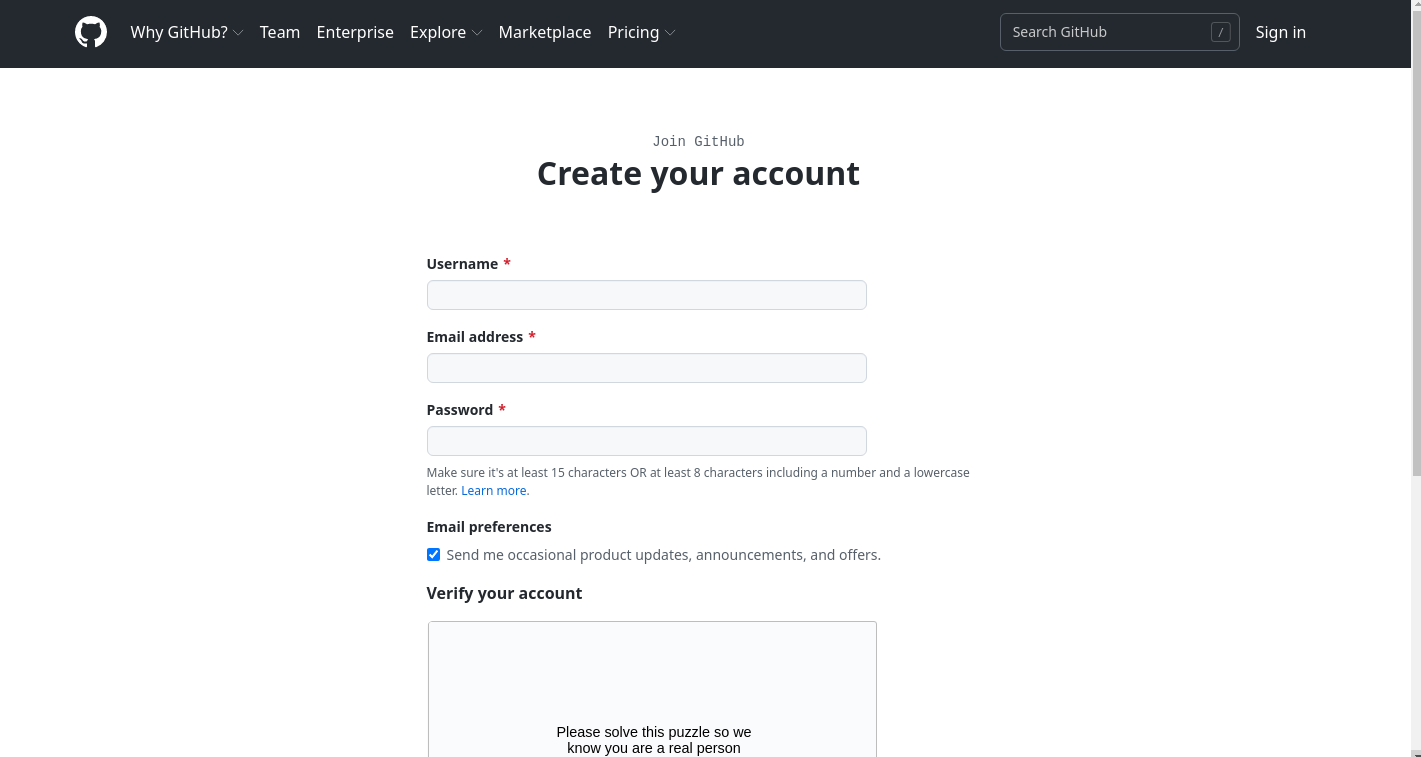 Why GitHub? Team Enterprise Explore Marketplace Pricing Search GitHub / Sign in
Join GitHub
Create your account
Username *
Email address *
Password *
Make sure it's at least 15 characters OR at least 8 characters including a number and a lowercase
letter. Learn more.
Email preferences
Send me occasional product updates, announcements, and offers.
Verify your account
Please solve this puzzle so we
know you are a real person